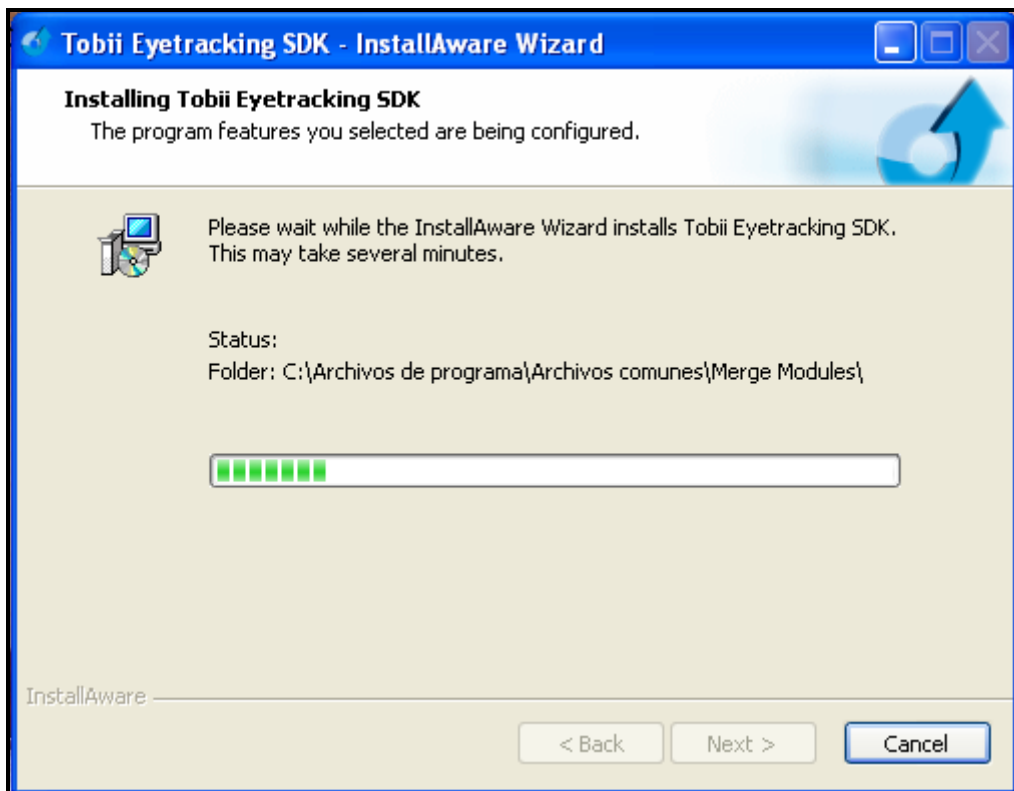 Tobii Eyetracking SDK - InstallAware Wizard
Installing Tobii Eyetracking SDK
The program features you selected are being configured.
Please wait while the InstallAware Wizard installs Tobii Eyetracking SDK.
This may take several minutes.
Status:
Folder: C:\Archivos de programa\Archivos comunes\Merge Modules\
InstallAware
< Back
Next >
Cancel